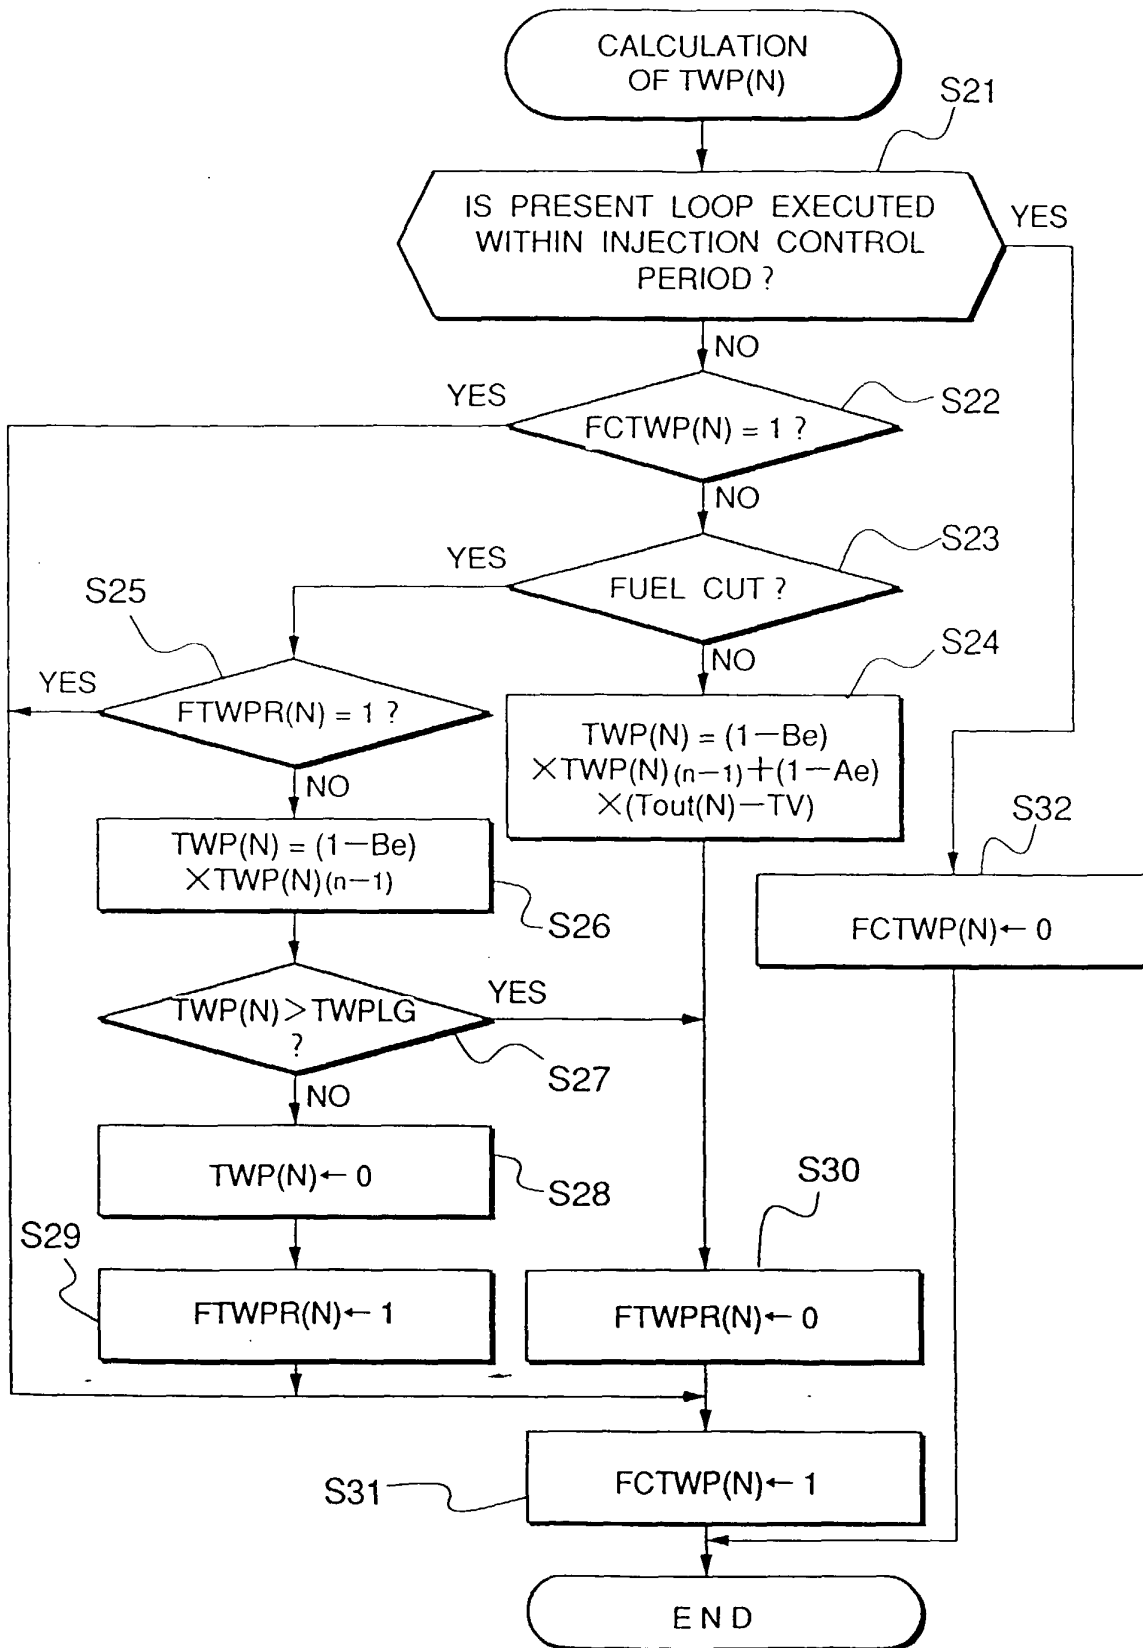 CALCULATION
OF TWP(N)
S21
IS PRESENT LOOP EXECUTED
WITHIN INJECTION CONTROL
PERIOD ?
YES
NO
YES
S22
FCTWP(N) = 1 ?
NO
YES
S23
FUEL CUT ?
S25
NO
S24
YES
FTWPR(N) = 1 ?
TWP(N) = (1−Be)
×TWP(N)(n−1)+(1−Ae)
×(Tout(N)−TV)
NO
S32
TWP(N) = (1−Be)
×TWP(N)(n−1)
S26
FCTWP(N)← 0
TWP(N)>TWPLG
?
YES
S27
NO
TWP(N)← 0
S28
S30
S29
FTWPR(N)← 1
FTWPR(N)← 0
S31
FCTWP(N)← 1
END